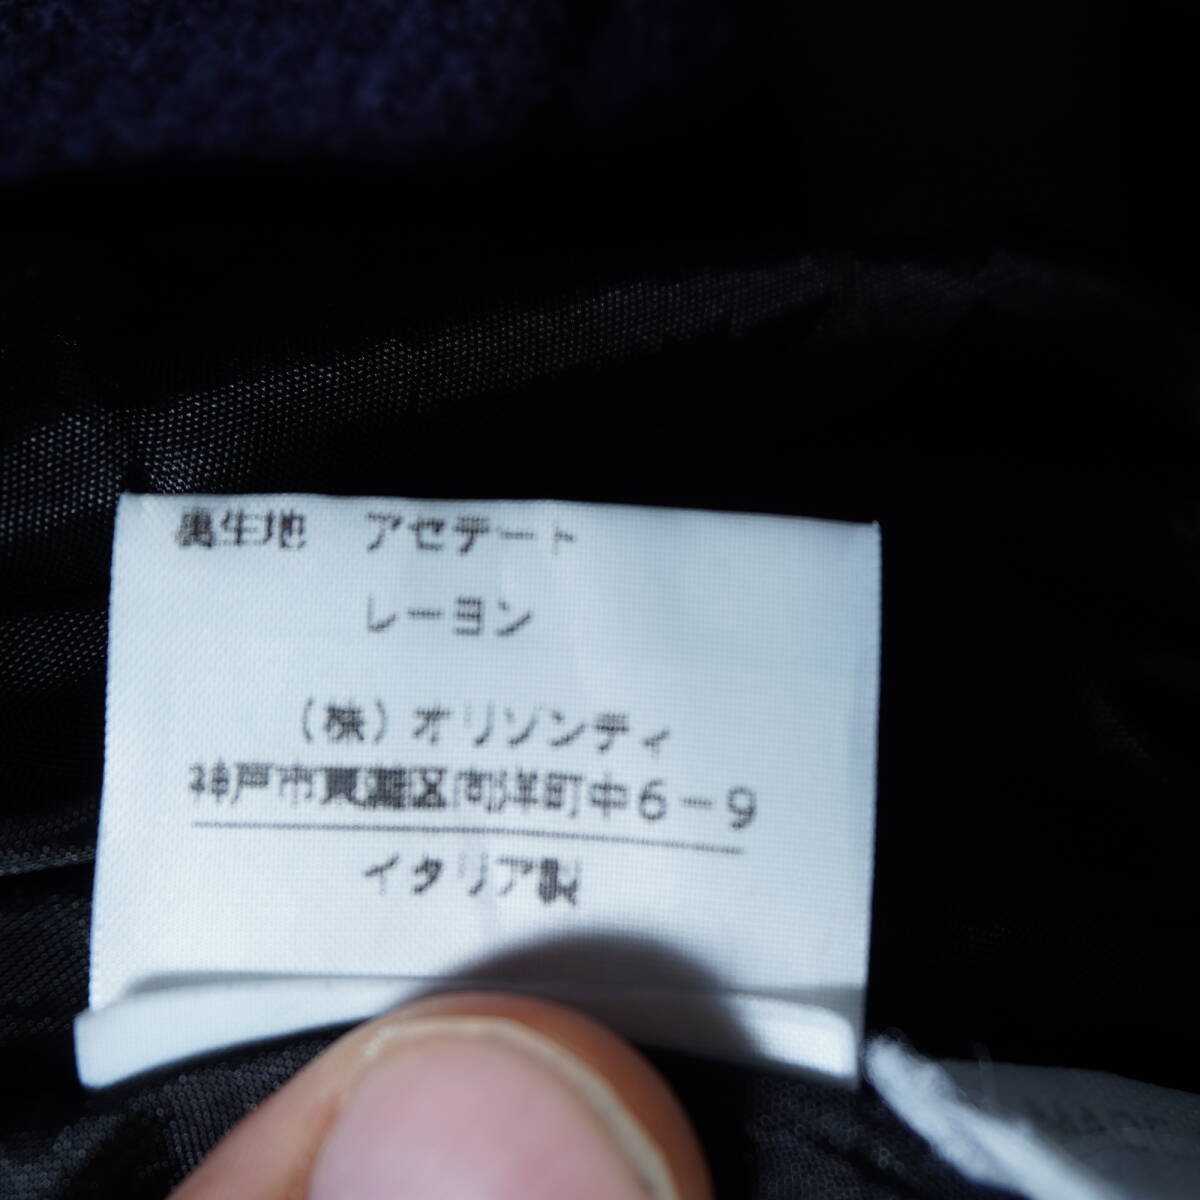 裏生地 アセテート
レーヨン
(株)オリゾンティ
神戸市東灘区向洋町中6-9
イタリア製